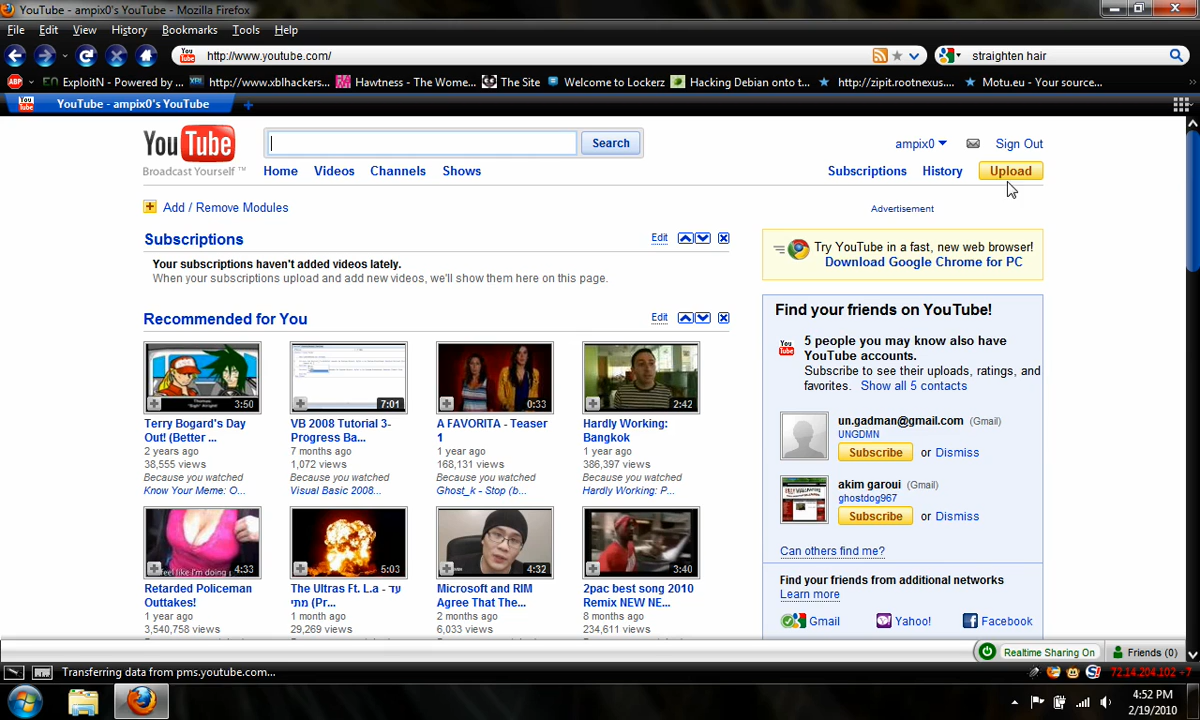 YouTube - ampix0's YouTube - Mozilla Firefox
File Edit View History Bookmarks Tools Help
You Tube http://www.youtube.com/ straighten hair
ABP ExploitN - Powered by ... XBL http://www.xblhackers... Hawtness - The Wome... The Site Welcome to Lockerz Hacking Debian onto t... http://zipit.rootnexus.... Motu.eu - Your source...
You Tube YouTube - ampix0's YouTube
YouTube
Search
ampix0 Sign Out
Broadcast Yourself ™
Home Videos Channels Shows
Subscriptions History Upload
Add / Remove Modules
Advertisement
Subscriptions
Edit
Your subscriptions haven't added videos lately.
When your subscriptions upload and add new videos, we'll show them here on this page.
Try YouTube in a fast, new web browser!
Download Google Chrome for PC
Recommended for You
Edit
3:50
7:01
0:33
2:42
Terry Bogard's Day
Out! (Better ...
2 years ago
38,555 views
Because you watched
Know Your Meme: O...
VB 2008 Tutorial 3-
Progress Ba...
7 months ago
1,072 views
Because you watched
Visual Basic 2008...
A FAVORITA - Teaser
1
1 year ago
168,131 views
Because you watched
Ghost_k - Stop (b...
Hardly Working:
Bangkok
1 year ago
386,397 views
Because you watched
Hardly Working: P...
feel like I'm doing
4:33
5:03
4:32
3:40
Retarded Policeman
Outtakes!
1 year ago
3,540,758 views
The Ultras Ft. L.a - עד
מתי (Pr...
1 month ago
29,269 views
Microsoft and RIM
Agree That The...
2 months ago
6,033 views
2pac best song 2010
Remix NEW NE...
8 months ago
234,611 views
Find your friends on YouTube!
You Tube
5 people you may know also have
YouTube accounts.
Subscribe to see their uploads, ratings, and
favorites. Show all 5 contacts
un.gadman@gmail.com (Gmail)
UNGDMN
Subscribe or Dismiss
akim garoui (Gmail)
ghostdog967
Subscribe or Dismiss
Can others find me?
Find your friends from additional networks
Learn more
Gmail Yahoo! Facebook
Realtime Sharing On Friends (0)
Transferring data from pms.youtube.com...
72.14.204.102 +7
4:52 PM
2/19/2010